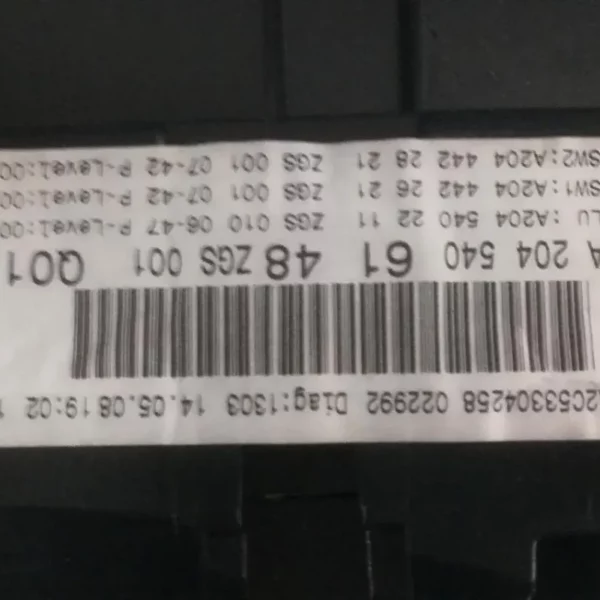 A2C53304258 022992 Diag:1303 14.05.08 19:02
A 204 540 61 48 ZGS 001 Q01
LU :A204 540 22 11 ZGS 010 06-47 P-Level:00
SW1:A204 442 26 21 ZGS 001 07-42 P-Level:00
SW2:A204 442 28 21 ZGS 001 07-42 P-Level:00